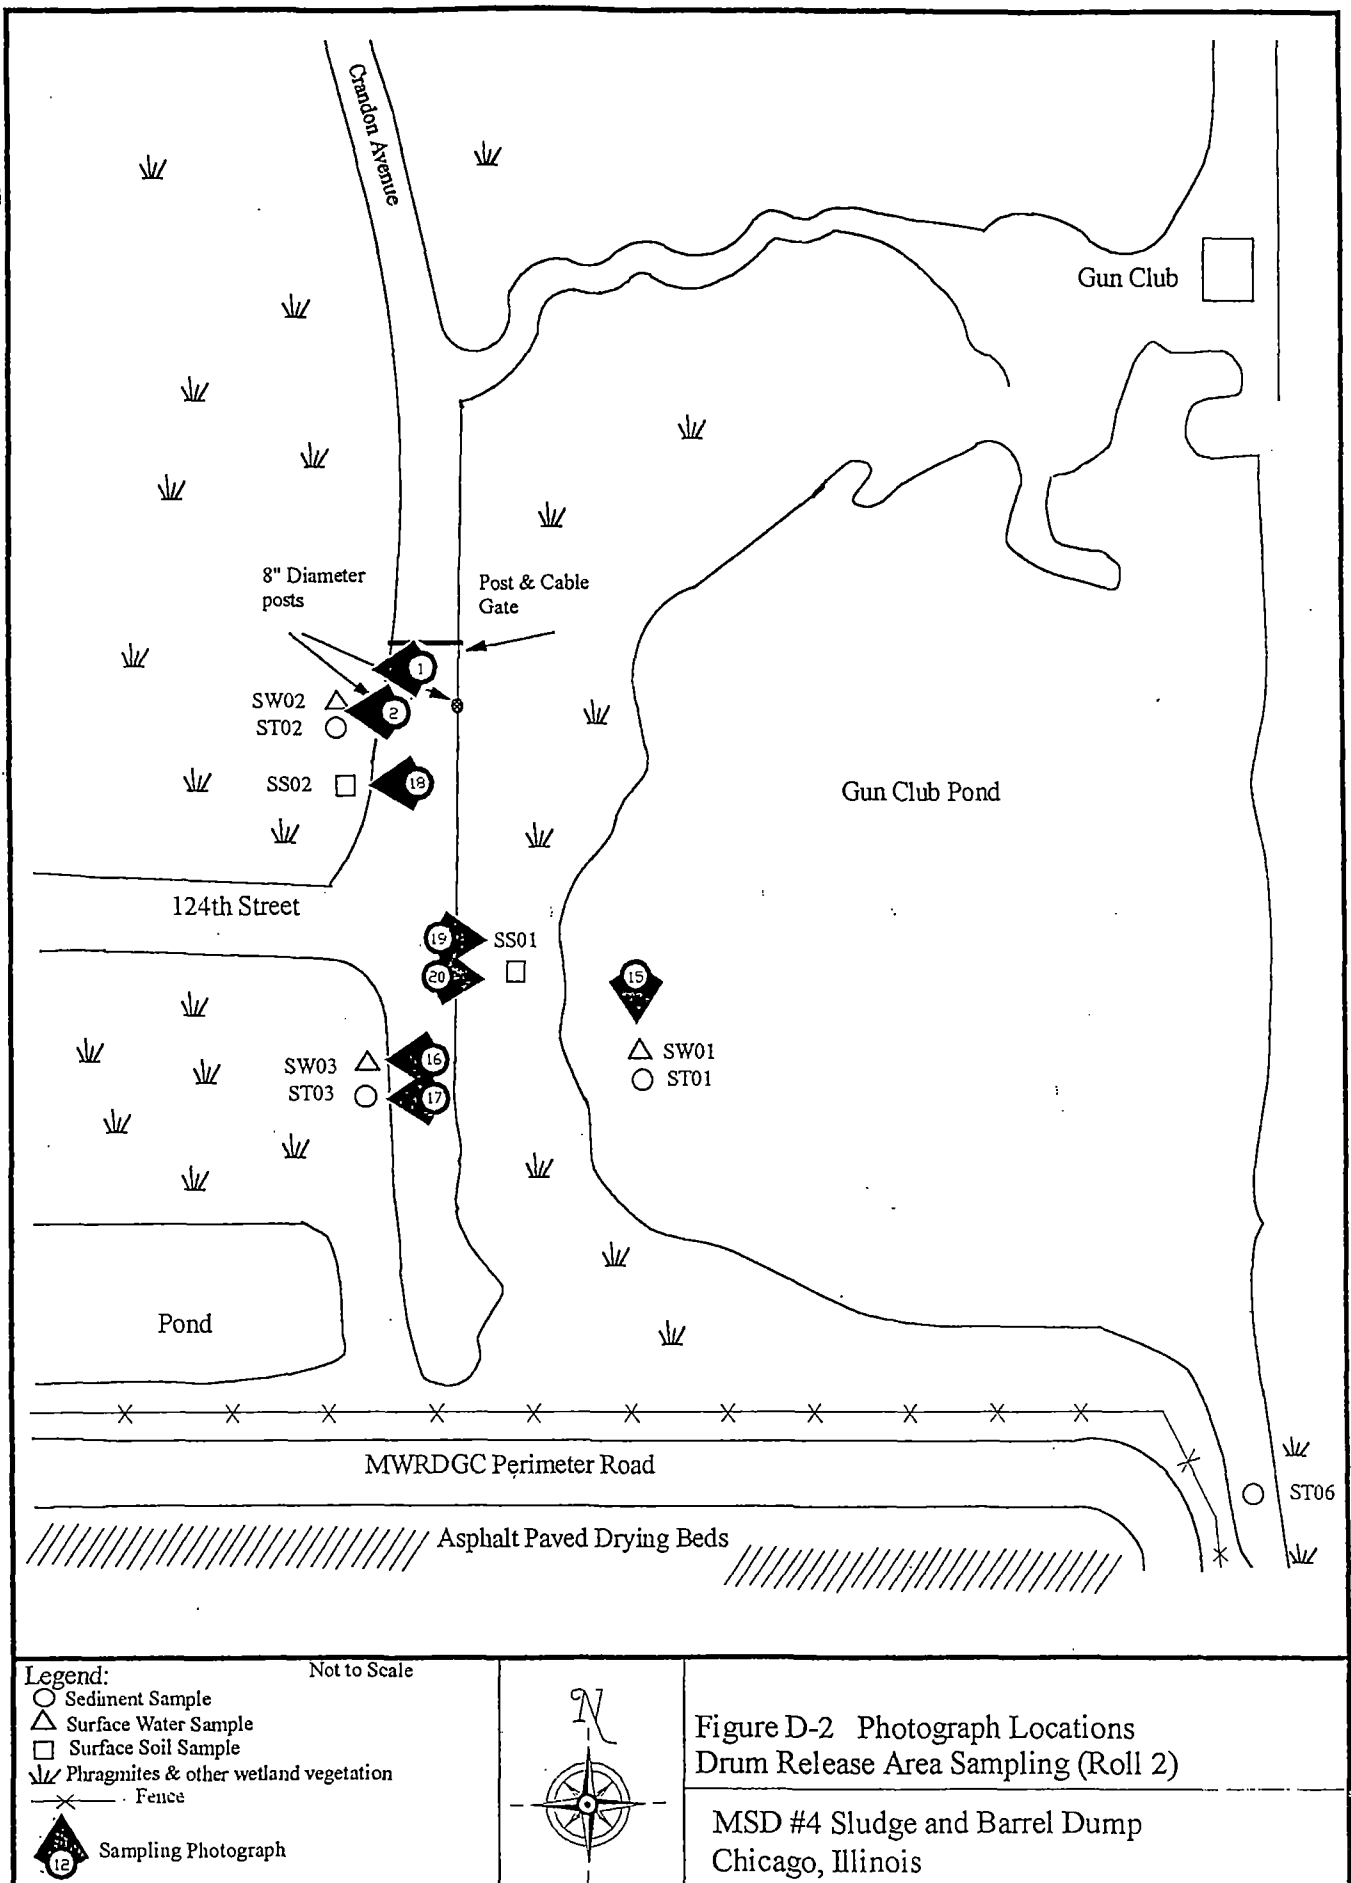 Crandon Avenue
Gun Club
8" Diameter
posts
Post & Cable
Gate
1
SW02
2
ST02
SS02
18
Gun Club Pond
124th Street
19
SS01
20
15
SW03
16
SW01
ST03
17
ST01
Pond
MWRDGC Perimeter Road
ST06
Asphalt Paved Drying Beds
Legend:
Not to Scale
Sediment Sample
Surface Water Sample
Surface Soil Sample
Phragmites & other wetland vegetation
Fence
12
Sampling Photograph
N
Figure D-2 Photograph Locations
Drum Release Area Sampling (Roll 2)
MSD #4 Sludge and Barrel Dump
Chicago, Illinois